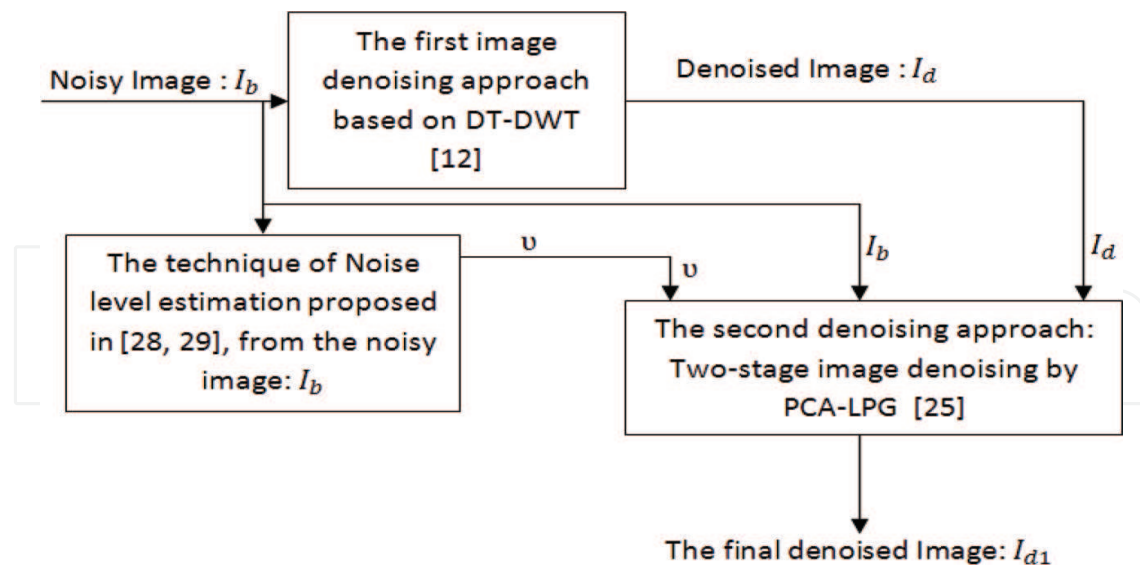 Noisy Image : I_b
The first image
denoising approach
based on DT-DWT
[12]
Denoised Image : I_d
The technique of Noise
level estimation proposed
in [28, 29], from the noisy
image: I_b
υ
υ
I_b
I_d
The second denoising approach:
Two-stage image denoising by
PCA-LPG [25]
The final denoised Image: I_{d1}